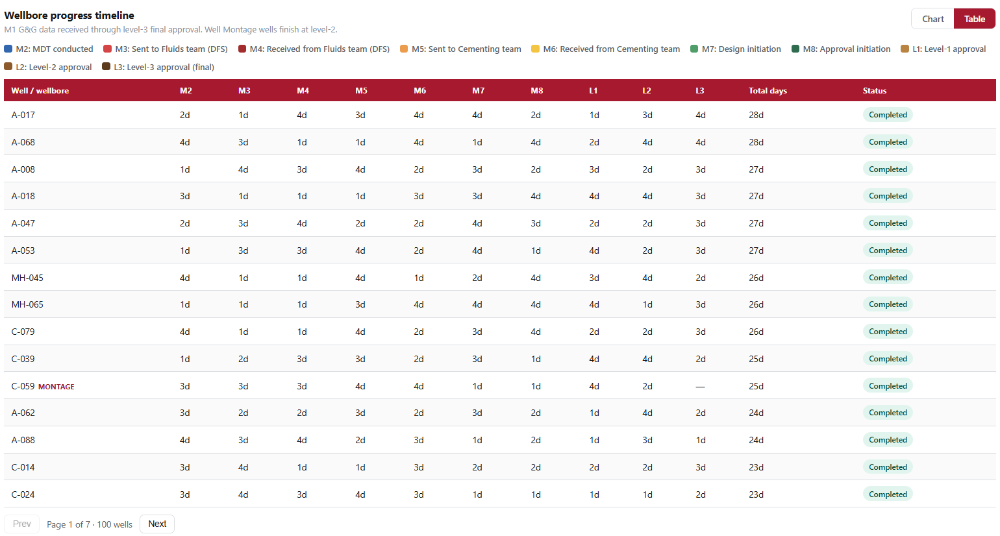 Wellbore progress timeline
M1 G&G data received through level-3 final approval. Well Montage wells finish at level-2.
Chart Table
M2: MDT conducted M3: Sent to Fluids team (DFS) M4: Received from Fluids team (DFS) M5: Sent to Cementing team M6: Received from Cementing team M7: Design initiation M8: Approval initiation L1: Level-1 approval
L2: Level-2 approval L3: Level-3 approval (final)
Well / wellbore M2 M3 M4 M5 M6 M7 M8 L1 L2 L3 Total days Status
A-017 2d 1d 4d 3d 4d 4d 2d 1d 3d 4d 28d Completed
A-068 4d 3d 1d 1d 4d 1d 4d 2d 4d 4d 28d Completed
A-008 1d 4d 3d 4d 2d 3d 2d 3d 2d 3d 27d Completed
A-018 3d 1d 1d 1d 3d 3d 4d 4d 4d 3d 27d Completed
A-047 2d 3d 4d 2d 2d 4d 3d 2d 2d 3d 27d Completed
A-053 1d 3d 3d 4d 2d 4d 1d 4d 2d 3d 27d Completed
MH-045 4d 1d 1d 4d 1d 2d 4d 3d 4d 2d 26d Completed
MH-065 1d 1d 1d 3d 4d 4d 4d 4d 1d 3d 26d Completed
C-079 4d 1d 1d 4d 2d 3d 4d 2d 2d 3d 26d Completed
C-039 1d 2d 3d 3d 2d 3d 1d 4d 4d 2d 25d Completed
C-059 MONTAGE 3d 3d 3d 4d 4d 1d 1d 4d 2d — 25d Completed
A-062 3d 2d 2d 3d 2d 3d 2d 1d 4d 2d 24d Completed
A-088 4d 3d 4d 2d 3d 1d 2d 1d 3d 1d 24d Completed
C-014 3d 4d 1d 1d 3d 2d 2d 2d 2d 3d 23d Completed
C-024 3d 4d 3d 4d 3d 1d 1d 1d 1d 2d 23d Completed
Prev Page 1 of 7 · 100 wells Next